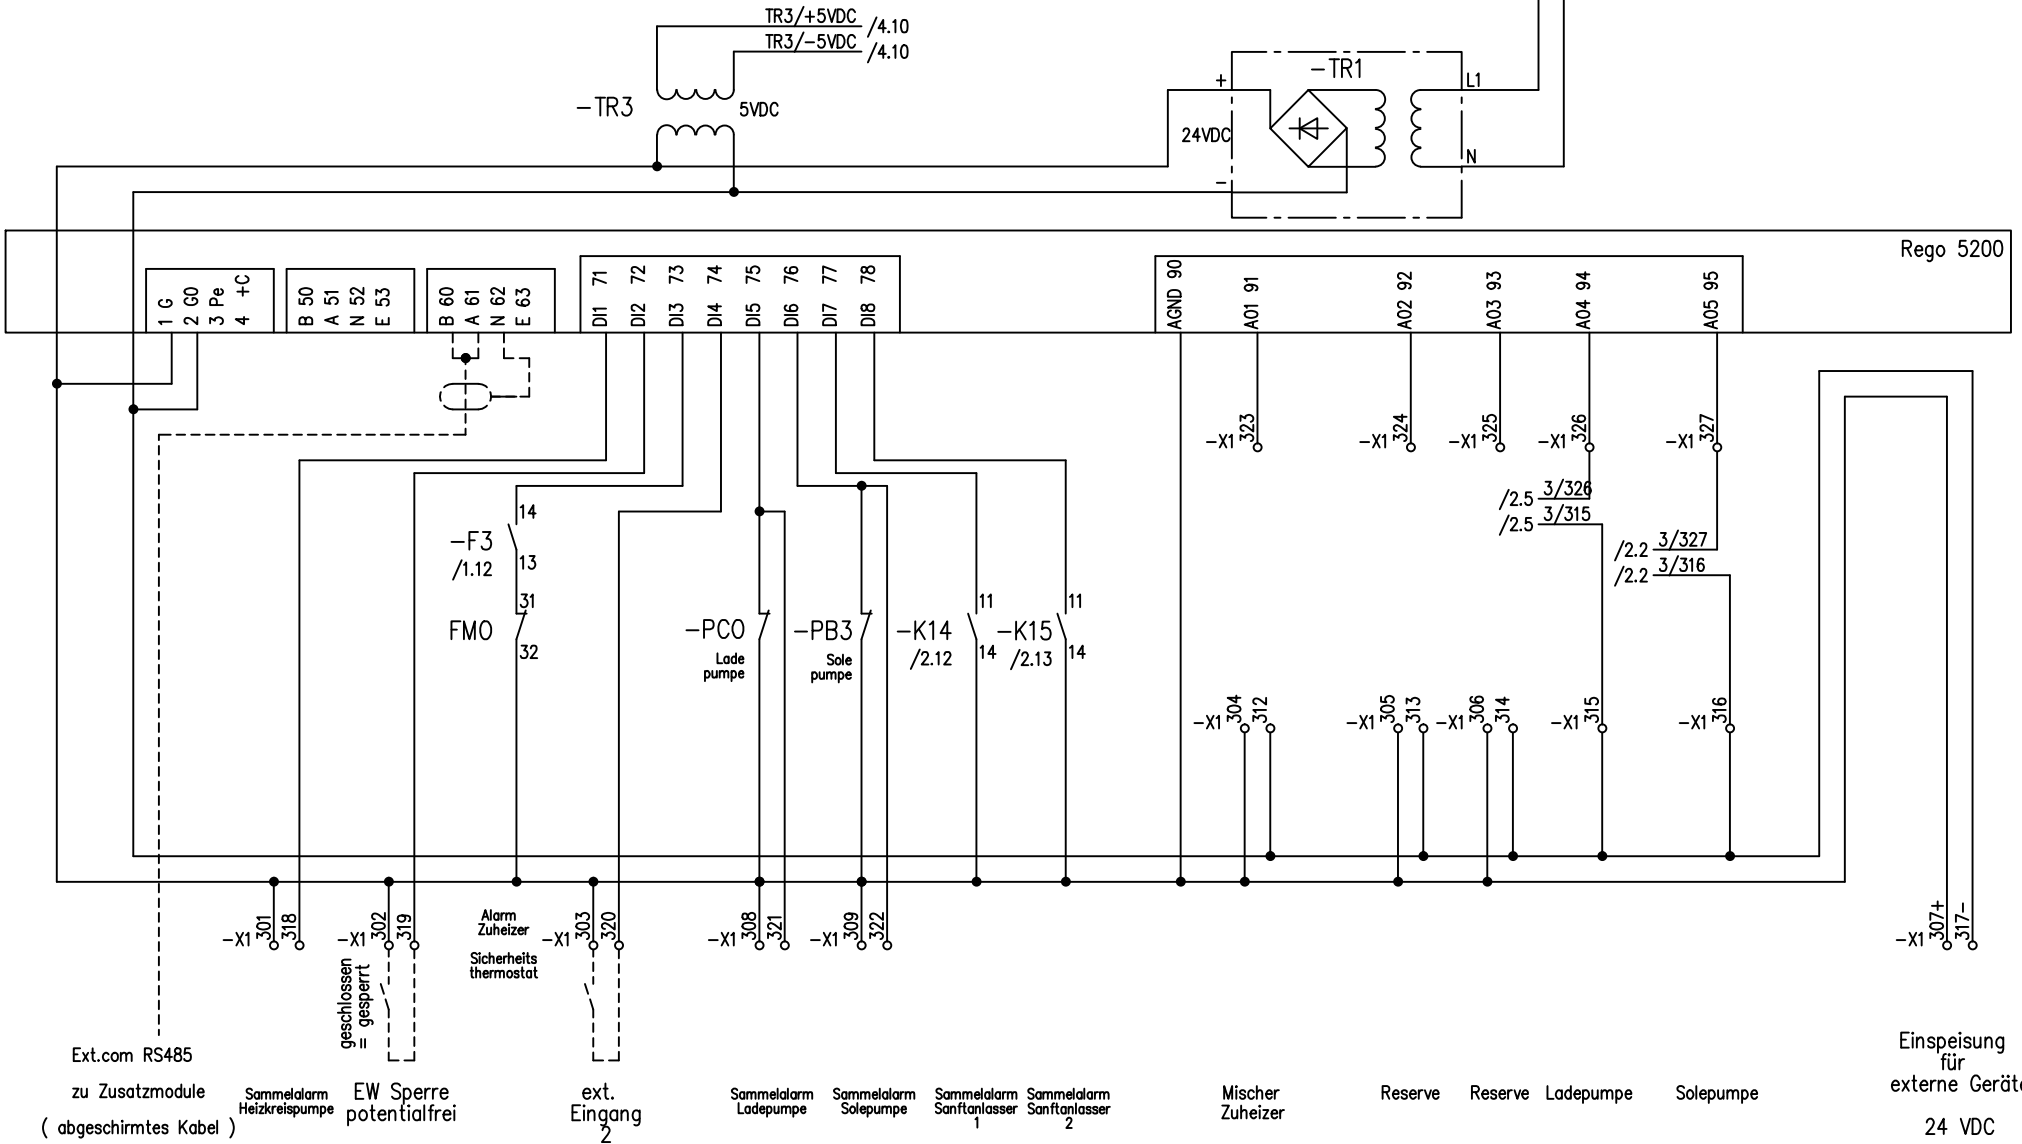 TR3/+5VDC /4.10
TR3/-5VDC /4.10
-TR3
5VDC
-TR1
+
24VDC
-
L1
N
Rego 5200
1 G
2 G0
3 Pe
4 +C
B 50
A 51
N 52
E 53
B 60
A 61
N 62
E 63
DI1 71
DI2 72
DI3 73
DI4 74
DI5 75
DI6 76
DI7 77
DI8 78
AGND 90
AO1 91
AO2 92
AO3 93
AO4 94
AO5 95
-X1 323
-X1 324
-X1 325
-X1 326
-X1 327
/2.5 3/326
/2.5 3/315
/2.2 3/327
/2.2 3/316
14
-F3
/1.12
13
31
FM0
32
-PC0
Lade
pumpe
-PB3
Sole
pumpe
11
-K14
/2.12
14
11
-K15
/2.13
14
-X1 304 312
-X1 305 313
-X1 306 314
-X1 315
-X1 316
-X1 301 318
-X1 302 319
geschlossen
= gesperrt
Alarm
Zuheizer
Sicherheits
thermostat
-X1 303 320
-X1 308 321
-X1 309 322
-X1 307+ 317-
Ext.com RS485
zu Zusatzmodule
( abgeschirmtes Kabel )
Sammelalarm
Heizkreispumpe
EW Sperre
potentialfrei
ext.
Eingang
2
Sammelalarm
Ladepumpe
Sammelalarm
Solepumpe
Sammelalarm
Sanftanlasser
1
Sammelalarm
Sanftanlasser
2
Mischer
Zuheizer
Reserve
Reserve
Ladepumpe
Solepumpe
Einspeisung
für
externe Geräte
24 VDC